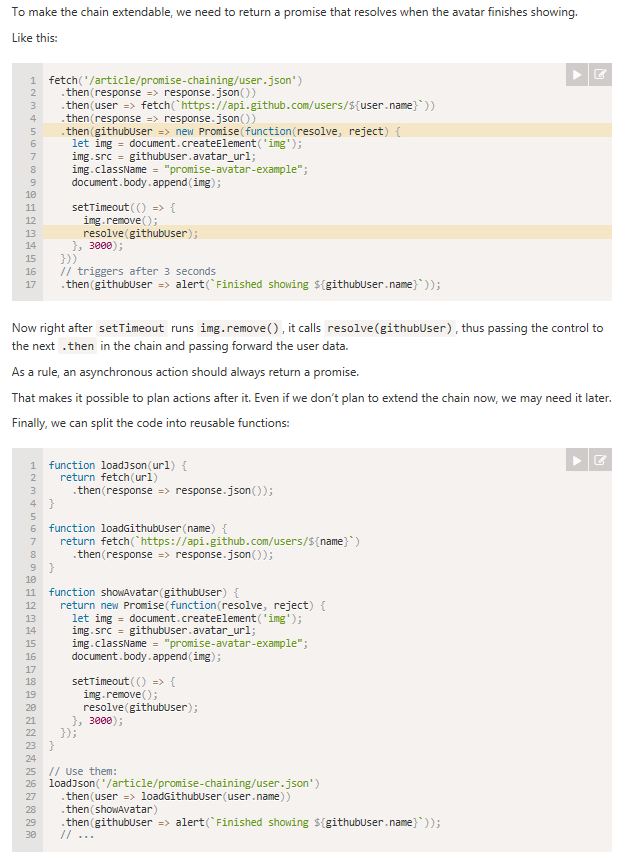 To make the chain extendable, we need to return a promise that resolves when the avatar finishes showing.
Like this:
1 fetch('/article/promise-chaining/user.json')
2 .then(response => response.json())
3 .then(user => fetch(`https://api.github.com/users/${user.name}`))
4 .then(response => response.json())
5 .then(githubUser => new Promise(function(resolve, reject) {
6 let img = document.createElement('img');
7 img.src = githubUser.avatar_url;
8 img.className = "promise-avatar-example";
9 document.body.append(img);
10
11 setTimeout(() => {
12 img.remove();
13 resolve(githubUser);
14 }, 3000);
15 }))
16 // triggers after 3 seconds
17 .then(githubUser => alert(`Finished showing ${githubUser.name}`));
Now right after setTimeout runs img.remove(), it calls resolve(githubUser), thus passing the control to
the next .then in the chain and passing forward the user data.
As a rule, an asynchronous action should always return a promise.
That makes it possible to plan actions after it. Even if we don't plan to extend the chain now, we may need it later.
Finally, we can split the code into reusable functions:
1 function loadJson(url) {
2 return fetch(url)
3 .then(response => response.json());
4 }
5
6 function loadGithubUser(name) {
7 return fetch(`https://api.github.com/users/${name}`)
8 .then(response => response.json());
9 }
10
11 function showAvatar(githubUser) {
12 return new Promise(function(resolve, reject) {
13 let img = document.createElement('img');
14 img.src = githubUser.avatar_url;
15 img.className = "promise-avatar-example";
16 document.body.append(img);
17
18 setTimeout(() => {
19 img.remove();
20 resolve(githubUser);
21 }, 3000);
22 });
23 }
24
25 // Use them:
26 loadJson('/article/promise-chaining/user.json')
27 .then(user => loadGithubUser(user.name))
28 .then(showAvatar)
29 .then(githubUser => alert(`Finished showing ${githubUser.name}`));
30 // ...